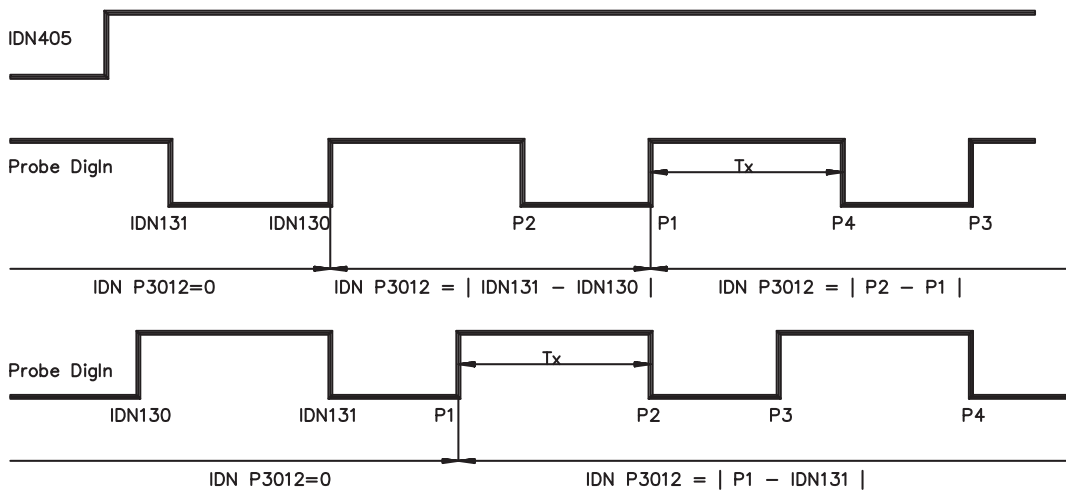 IDN405
Probe DigIn
Tx
IDN131 IDN130 P2 P1 P4 P3
IDN P3012=0 IDN P3012 = | IDN131 - IDN130 | IDN P3012 = | P2 - P1 |
Tx
Probe DigIn
IDN130 IDN131 P1 P2 P3 P4
IDN P3012=0 IDN P3012 = | P1 - IDN131 |